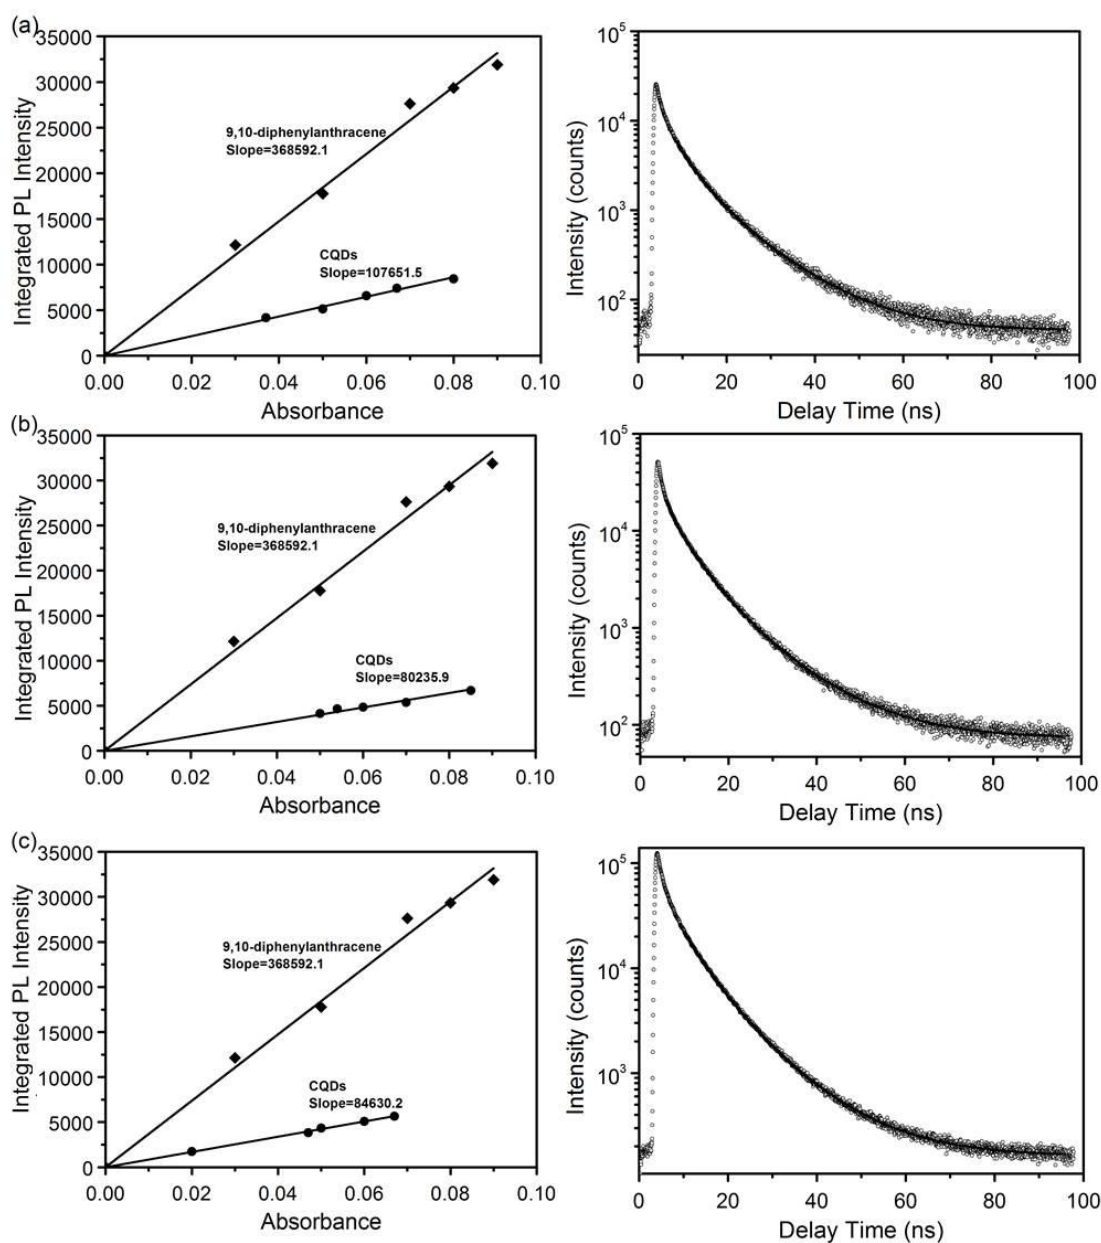 (a)
35000
30000
25000
20000
15000
10000
5000
0
0.00 0.02 0.04 0.06 0.08 0.10
Integrated PL Intensity
Absorbance
9,10-diphenylanthracene
Slope=368592.1
CQDs
Slope=107651.5
10^5
10^4
10^3
10^2
0 20 40 60 80 100
Intensity (counts)
Delay Time (ns)
(b)
35000
30000
25000
20000
15000
10000
5000
0
0.00 0.02 0.04 0.06 0.08 0.10
Integrated PL Intensity
Absorbance
9,10-diphenylanthracene
Slope=368592.1
CQDs
Slope=80235.9
10^5
10^4
10^3
10^2
0 20 40 60 80 100
Intensity (counts)
Delay Time (ns)
(c)
35000
30000
25000
20000
15000
10000
5000
0
0.00 0.02 0.04 0.06 0.08 0.10
Integrated PL Intensity
Absorbance
9,10-diphenylanthracene
Slope=368592.1
CQDs
Slope=84630.2
10^5
10^4
10^3
0 20 40 60 80 100
Intensity (counts)
Delay Time (ns)